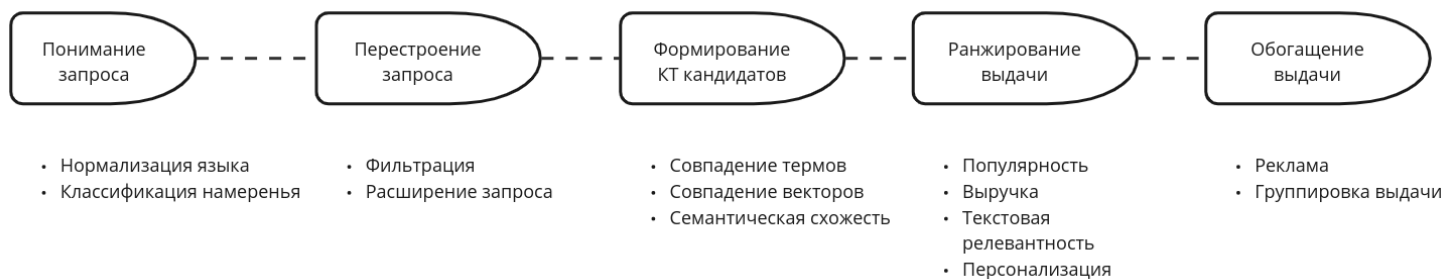 Понимание
запроса
Перестроение
запроса
Формирование
КТ кандидатов
Ранжирование
выдачи
Обогащение
выдачи
• Нормализация языка
• Классификация намеренья
• Фильтрация
• Расширение запроса
• Совпадение термов
• Совпадение векторов
• Семантическая схожесть
• Популярность
• Выручка
• Текстовая
релевантность
• Персонализация
• Реклама
• Группировка выдачи